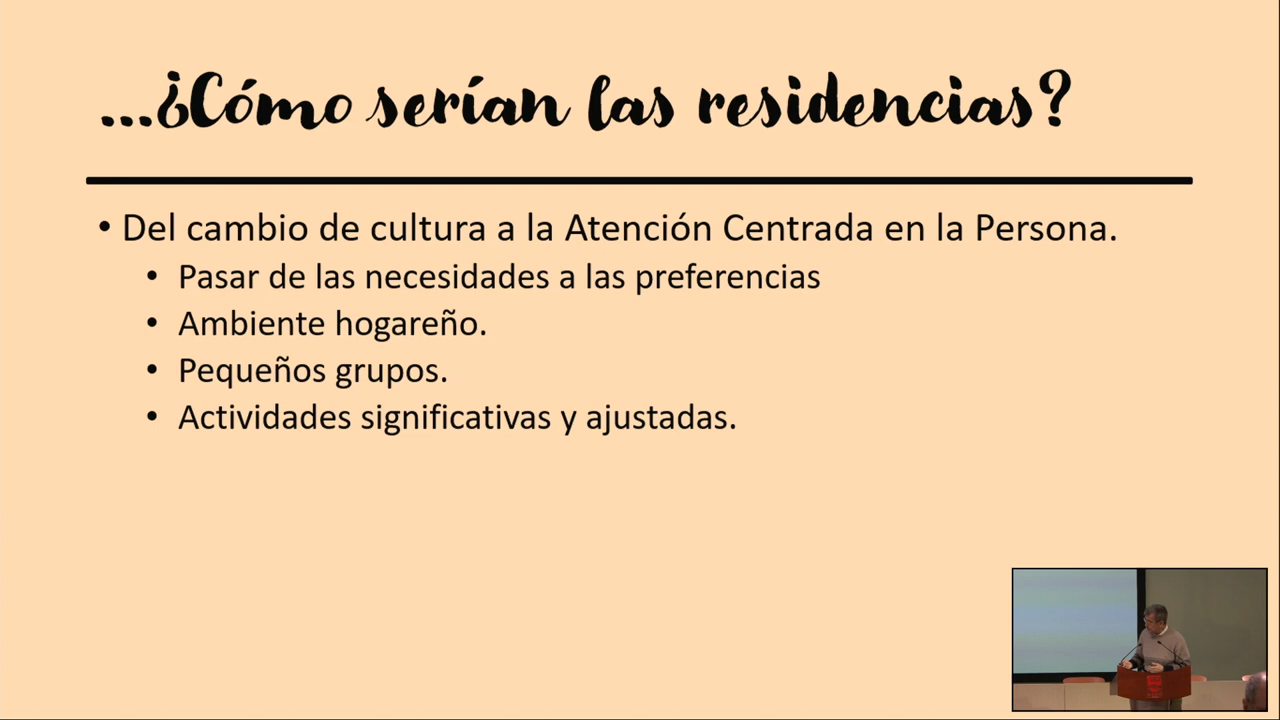 ...¿Cómo serían las residencias?
• Del cambio de cultura a la Atención Centrada en la Persona.
• Pasar de las necesidades a las preferencias
• Ambiente hogareño.
• Pequeños grupos.
• Actividades significativas y ajustadas.